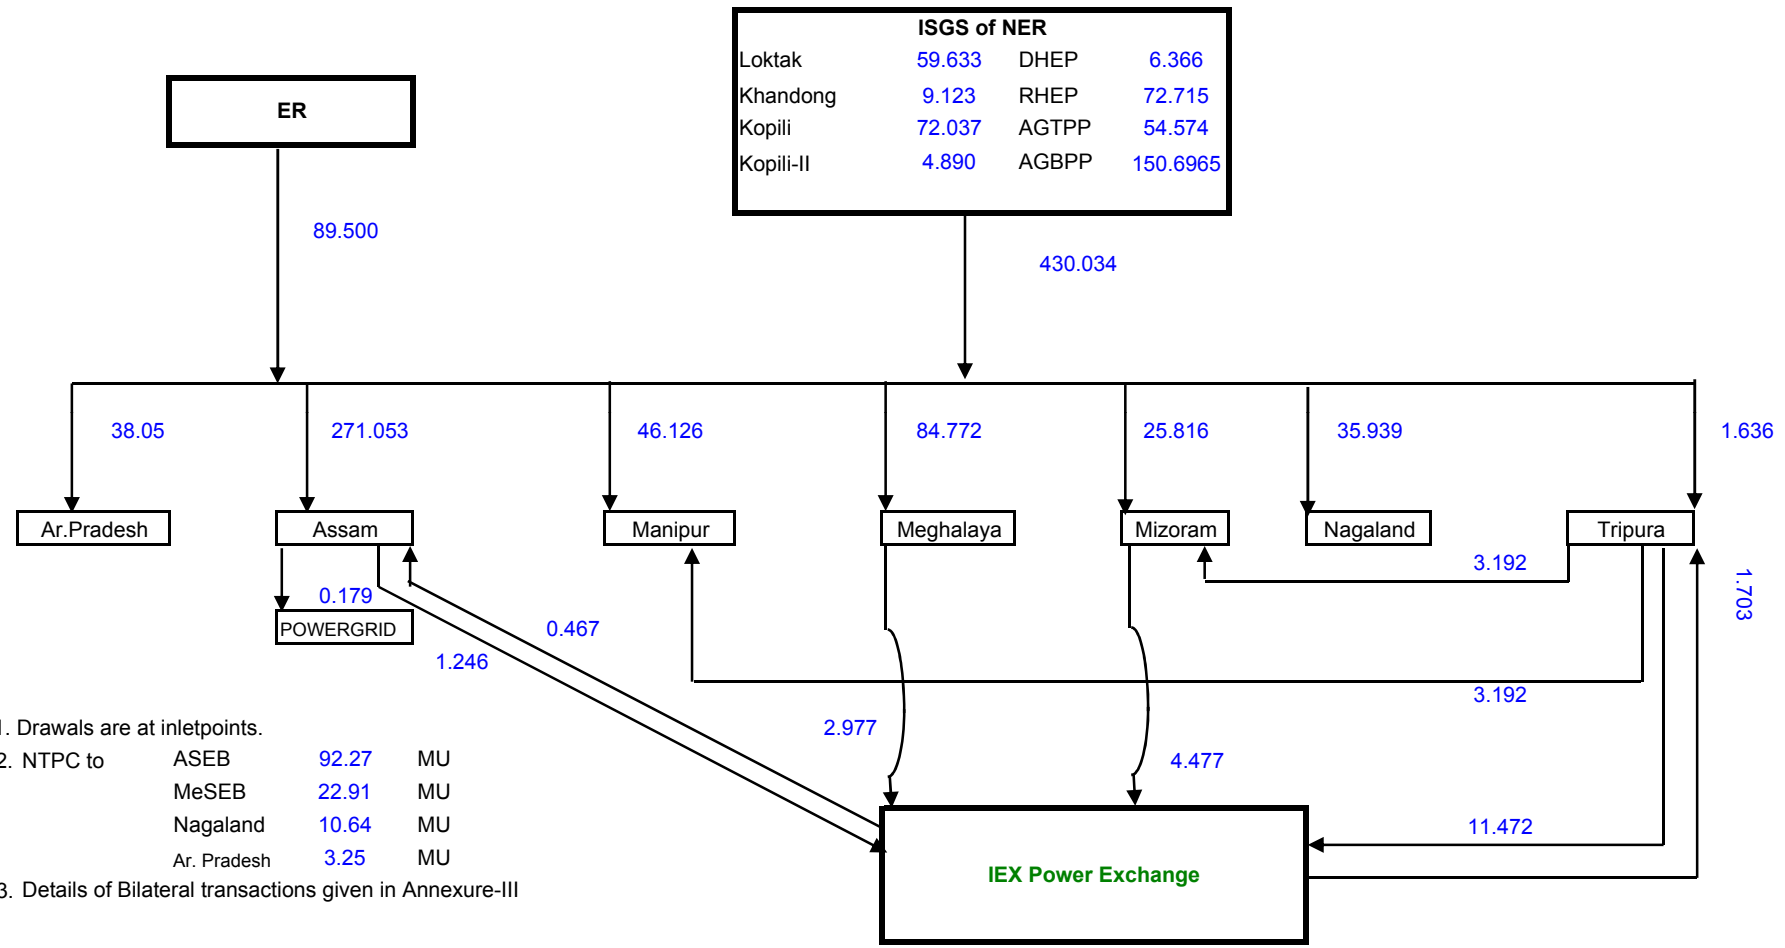 ISGS of NER
Loktak 59.633 DHEP 6.366
Khandong 9.123 RHEP 72.715
Kopili 72.037 AGTPP 54.574
Kopili-II 4.890 AGBPP 150.6965
ER
89.500
430.034
38.05 271.053 46.126 84.772 25.816 35.939 1.636
Ar.Pradesh Assam Manipur Meghalaya Mizoram Nagaland Tripura
3.192
1.703
0.179
POWERGRID
0.467
1.246
3.192
2.977
4.477
11.472
IEX Power Exchange
1. Drawals are at inletpoints.
2. NTPC to ASEB 92.27 MU
MeSEB 22.91 MU
Nagaland 10.64 MU
Ar. Pradesh 3.25 MU
3. Details of Bilateral transactions given in Annexure-III